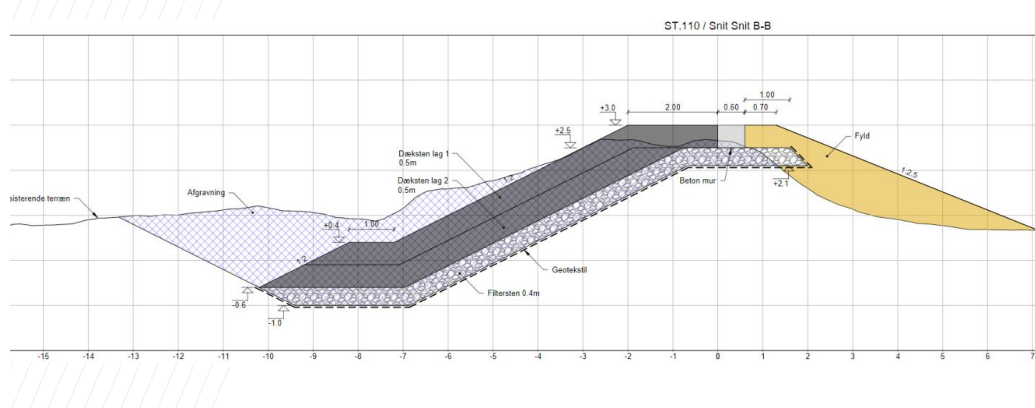 ST.110 / Snit Snit B-B
1.00
+3.0
2.00
0.60
0.70
+2.5
Fyld
Dæksten lag 1
0.5m
1:2
1:2.5
Dæksten lag 2
0.5m
Beton mur
+2.1
Afgravning
terræn
+0.4
1.00
1:2
Geotekstil
Filtersten 0.4m
-0.6
-1.0
-15 -14 -13 -12 -11 -10 -9 -8 -7 -6 -5 -4 -3 -2 -1 0 1 2 3 4 5 6 7